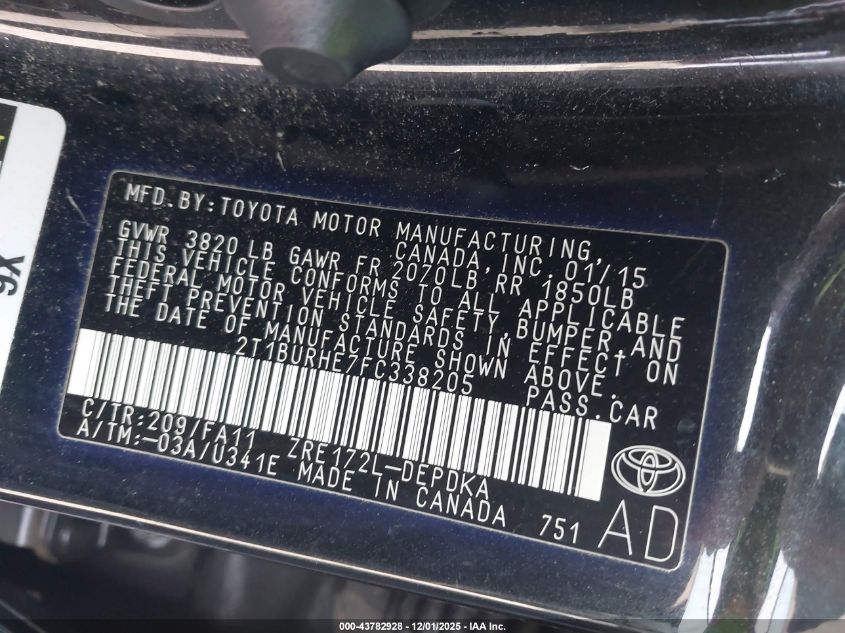 MFD.BY:TOYOTA MOTOR MANUFACTURING,
CANADA, INC. 01/15
GVWR 3820 LB GAWR FR 2070LB, RR 1850LB
THIS VEHICLE CONFORMS TO ALL APPLICABLE
FEDERAL MOTOR VEHICLE SAFETY, BUMPER, AND
THEFT PREVENTION STANDARDS IN EFFECT ON
THE DATE OF MANUFACTURE SHOWN ABOVE.
2T1BURHE7FC338205 PASS.CAR
C/TR:209/FA11 ZRE172L-DEPDKA
A/TM:-03A/U341E MADE IN CANADA 751
AD
9X
000-43782928 - 12/01/2025 - IAA Inc.